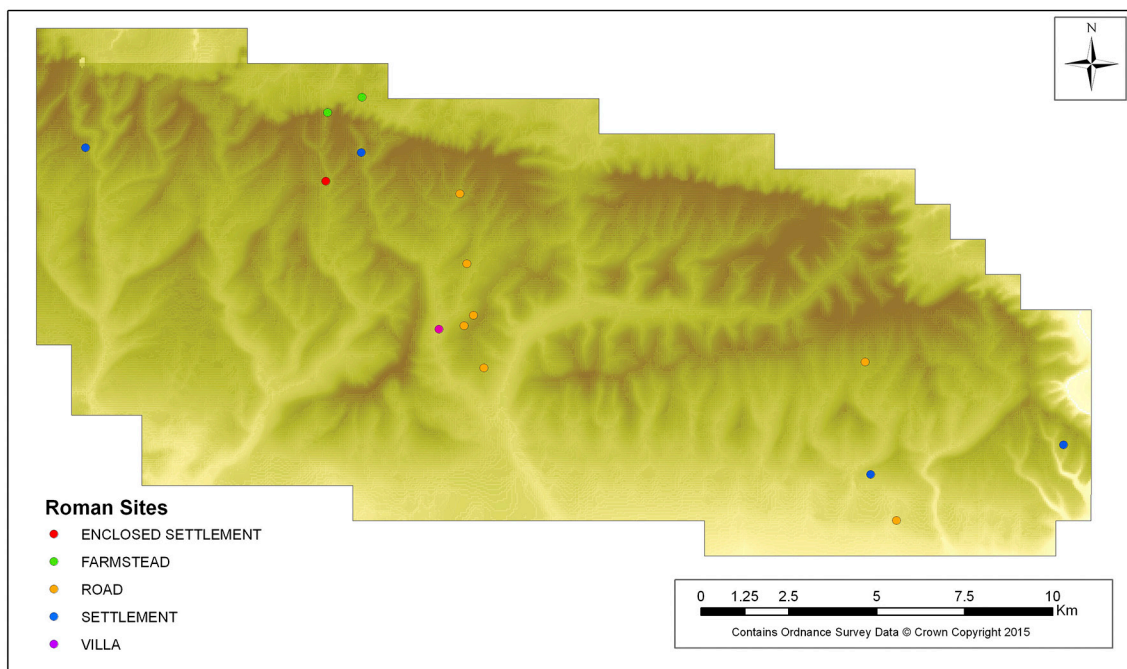 N
Roman Sites
ENCLOSED SETTLEMENT
FARMSTEAD
ROAD
SETTLEMENT
VILLA
0 1.25 2.5 5 7.5 10
Km
Contains Ordnance Survey Data © Crown Copyright 2015